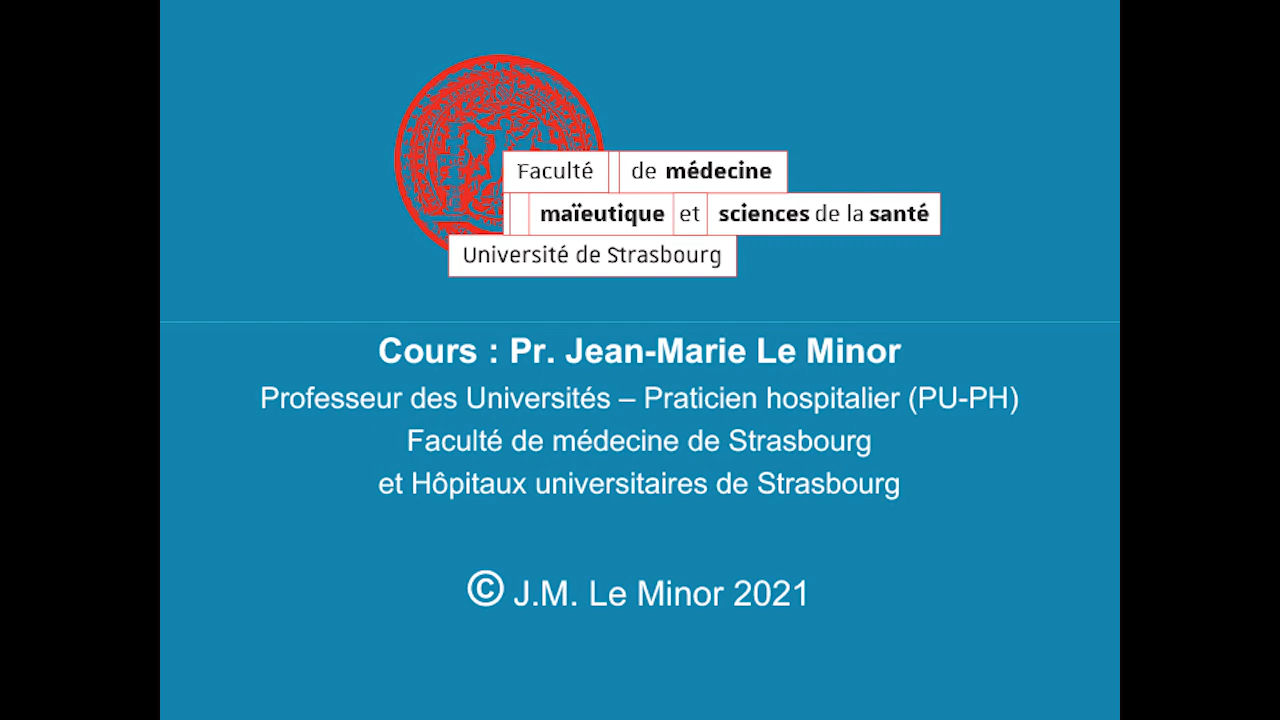 Faculté de médecine
maïeutique et sciences de la santé
Université de Strasbourg
Cours : Pr. Jean-Marie Le Minor
Professeur des Universités – Praticien hospitalier (PU-PH)
Faculté de médecine de Strasbourg
et Hôpitaux universitaires de Strasbourg
© J.M. Le Minor 2021